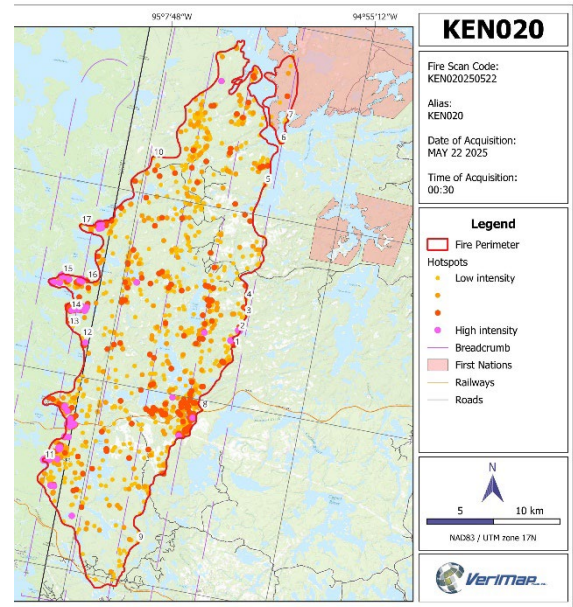 95°7'48"W
94°55'12"W
KEN020
Fire Scan Code:
KEN020250522
Alias:
KEN020
Date of Acquisition:
MAY 22 2025
Time of Acquisition:
00:30
Legend
Fire Perimeter
Hotspots
Low intensity
High intensity
Breadcrumb
First Nations
Railways
Roads
N
5 10 km
NAD83 / UTM zone 17N
VERIMAP
7
6
10
5
17
15
16
4
14
3
13
2
12
1
8
11
9